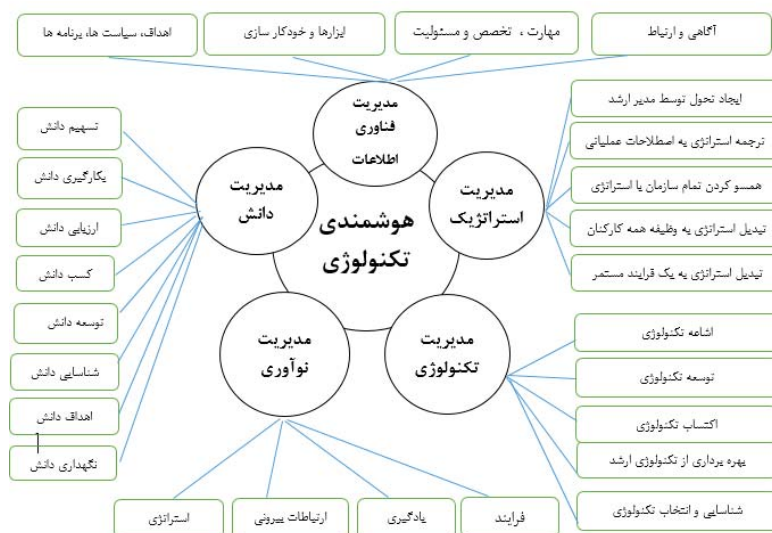 آگاهی و ارتباط
مهارت ، تخصص و مسئولیت
ابزارها و خودکار سازی
اهداف، سیاست ها، برنامه ها
مدیریت
فناوری
اطلاعات
مدیریت
استراتژیک
ایجاد تحول توسط مدیر ارشد
ترجمه استراتژی به اصطلاحات عملیاتی
همسو کردن تمام سازمان با استراتژی
تبدیل استراتژی به وظیفه همه کارکنان
تبدیل استراتژی به یک فرایند مستمر
هوشمندی
تکنولوژی
مدیریت
دانش
تسهیم دانش
بکارگیری دانش
ارزیابی دانش
کسب دانش
توسعه دانش
شناسایی دانش
اهداف دانش
نگهداری دانش
مدیریت
تکنولوژی
اشاعه تکنولوژی
توسعه تکنولوژی
اکتساب تکنولوژی
بهره برداری از تکنولوژی ارشد
شناسایی و انتخاب تکنولوژی
مدیریت
نوآوری
فرایند
یادگیری
ارتباطات بیرونی
استراتژی